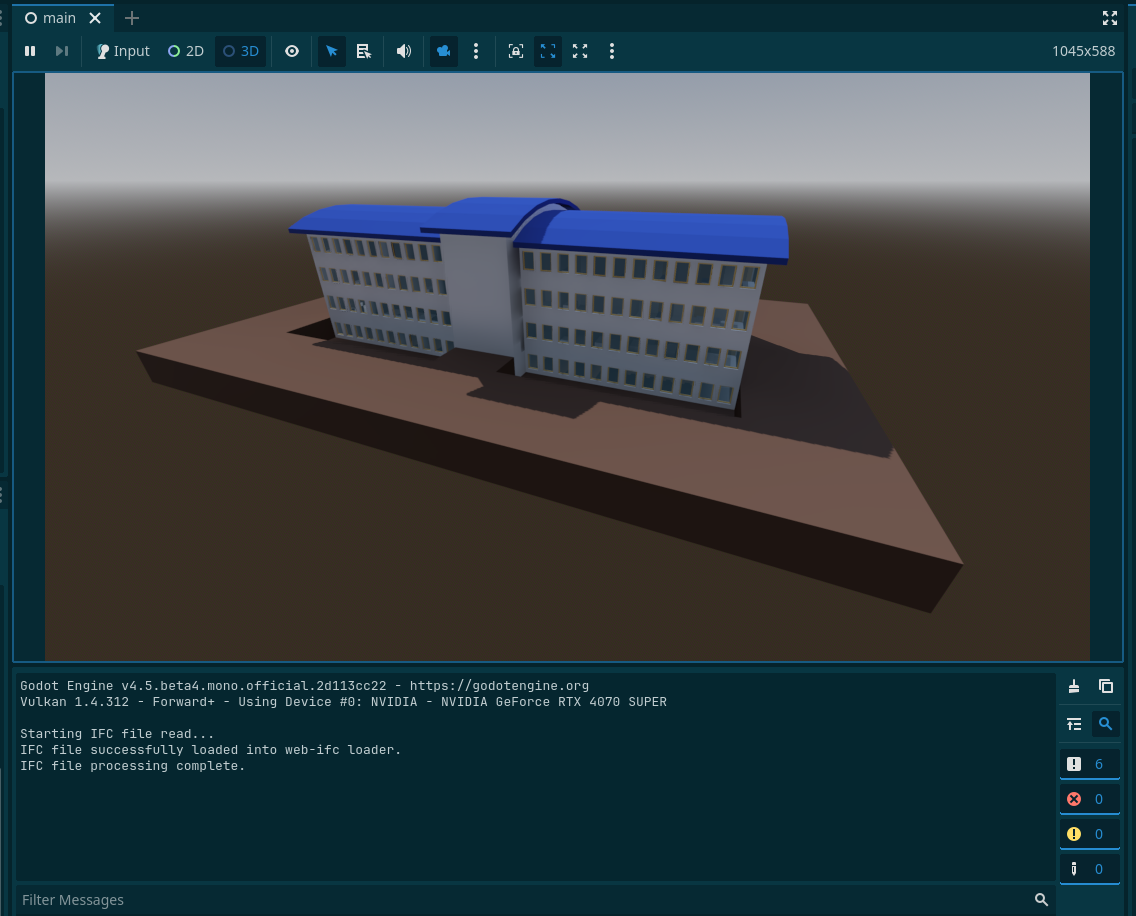 main
Input
2D
3D
1045x588
Godot Engine v4.5.beta4.mono.official.2d113cc22 - https://godotengine.org
Vulkan 1.4.312 - Forward+ - Using Device #0: NVIDIA - NVIDIA GeForce RTX 4070 SUPER
Starting IFC file read...
IFC file successfully loaded into web-ifc loader.
IFC file processing complete.
6
0
0
0
Filter Messages